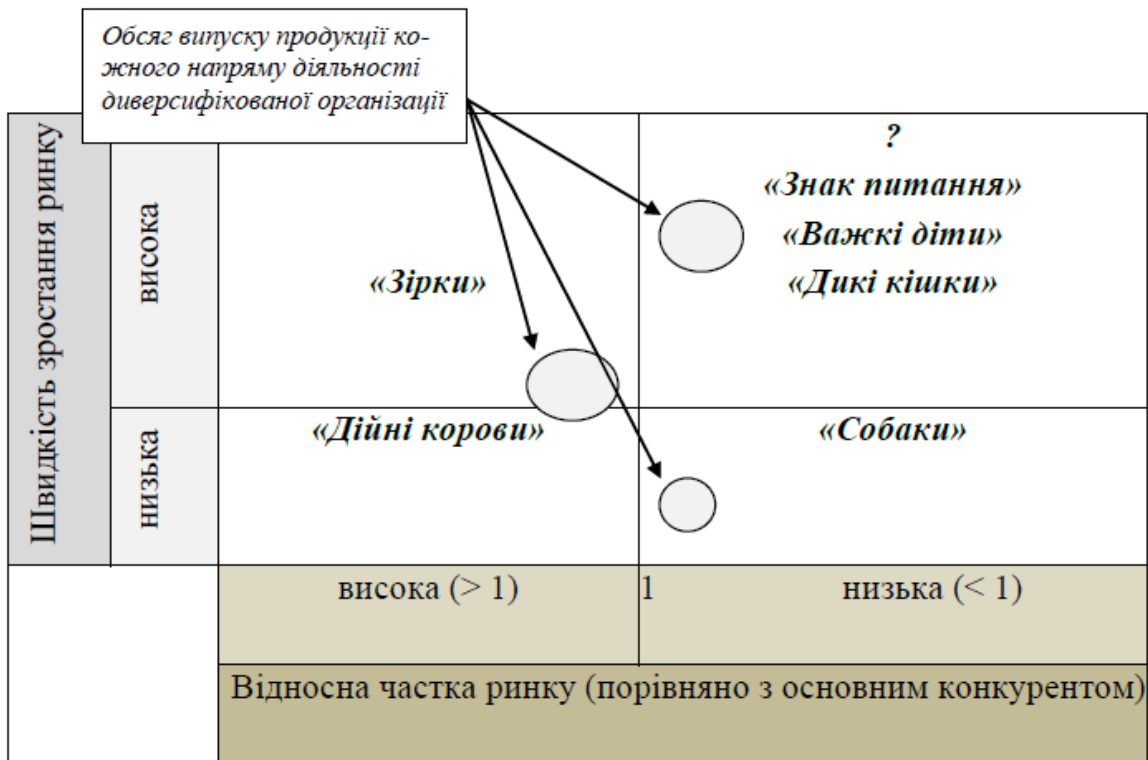 Обсяг випуску продукції ко-
жного напряму діяльності
диверсифікованої організації
Швидкість зростання ринку
висока
?
«Знак питання»
«Важкі діти»
«Дикі кішки»
«Зірки»
низька
«Дійні корови»
«Собаки»
висока (> 1)
1
низька (< 1)
Відносна частка ринку (порівняно з основним конкурентом)